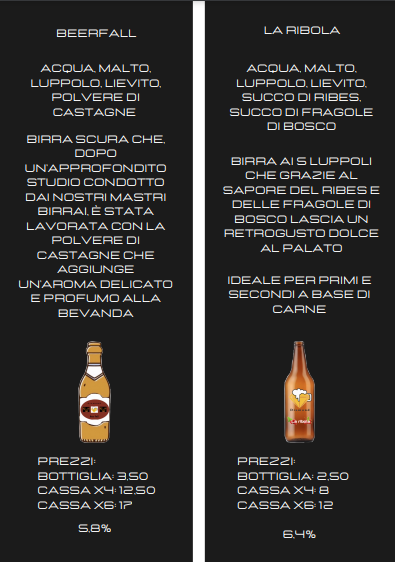 BEERFALL
ACQUA, MALTO,
LUPPOLO, LIEVITO,
POLVERE DI
CASTAGNE
BIRRA SCURA CHE,
DOPO
UN'APPROFONDITO
STUDIO CONDOTTO
DAI NOSTRI MASTRI
BIRRAI, È STATA
LAVORATA CON LA
POLVERE DI
CASTAGNE CHE
AGGIUNGE
UN'AROMA DELICATO
E PROFUMO ALLA
BEVANDA
PREZZI:
BOTTIGLIA: 3,50
CASSA X4: 12,50
CASSA X6: 17
5,8%
LA RIBOLA
ACQUA, MALTO,
LUPPOLO, LIEVITO,
SUCCO DI RIBES,
SUCCO DI FRAGOLE
DI BOSCO
BIRRA AI 5 LUPPOLI
CHE GRAZIE AL
SAPORE DEL RIBES E
DELLE FRAGOLE DI
BOSCO LASCIA UN
RETROGUSTO DOLCE
AL PALATO
IDEALE PER PRIMI E
SECONDI A BASE DI
CARNE
La ribola
PREZZI:
BOTTIGLIA: 2,50
CASSA X4: 8
CASSA X6: 12
6,4%